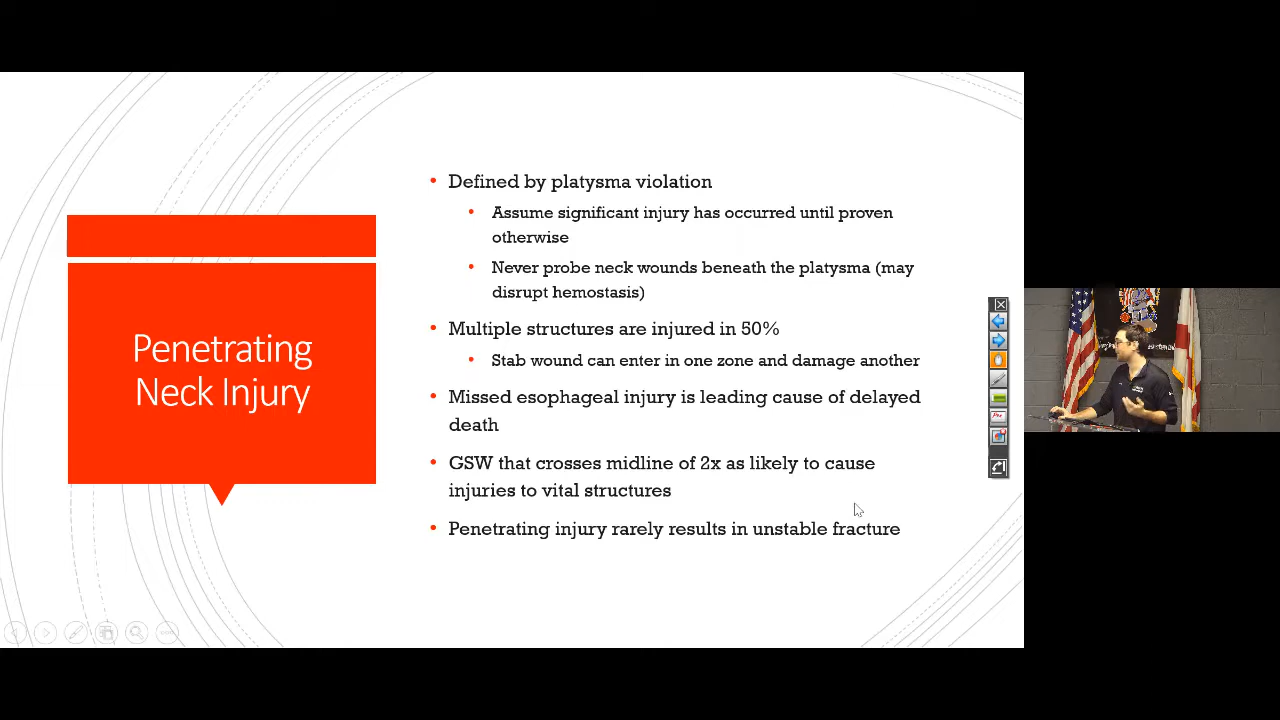 Penetrating
Neck Injury
• Defined by platysma violation
• Assume significant injury has occurred until proven
otherwise
• Never probe neck wounds beneath the platysma (may
disrupt hemostasis)
• Multiple structures are injured in 50%
• Stab wound can enter in one zone and damage another
• Missed esophageal injury is leading cause of delayed
death
• GSW that crosses midline of 2x as likely to cause
injuries to vital structures
• Penetrating injury rarely results in unstable fracture